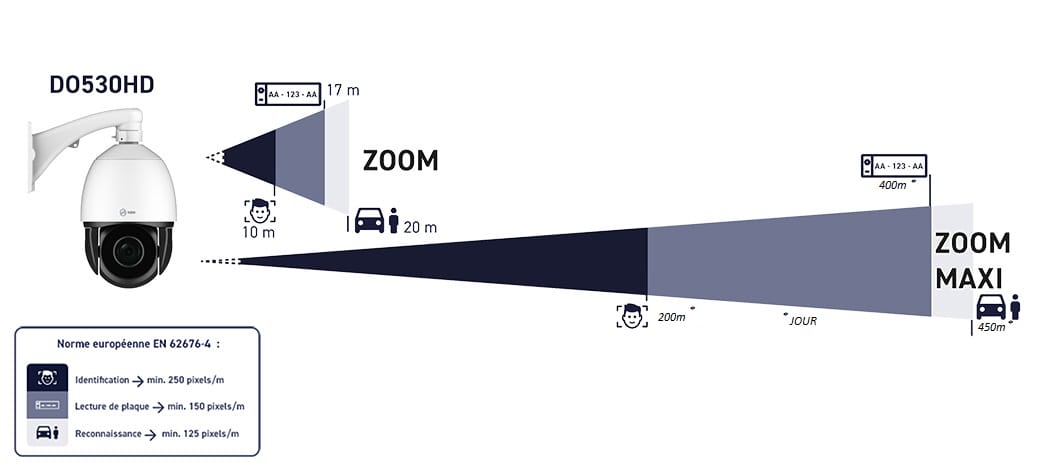 DO530HD
AA - 123 - AA
17 m
ZOOM
10 m
20 m
AA - 123 - AA
400m
ZOOM
MAXI
200m
JOUR
450m
Norme européenne EN 62676-4 :
Identification → min. 250 pixels/m
Lecture de plaque → min. 150 pixels/m
Reconnaissance → min. 125 pixels/m